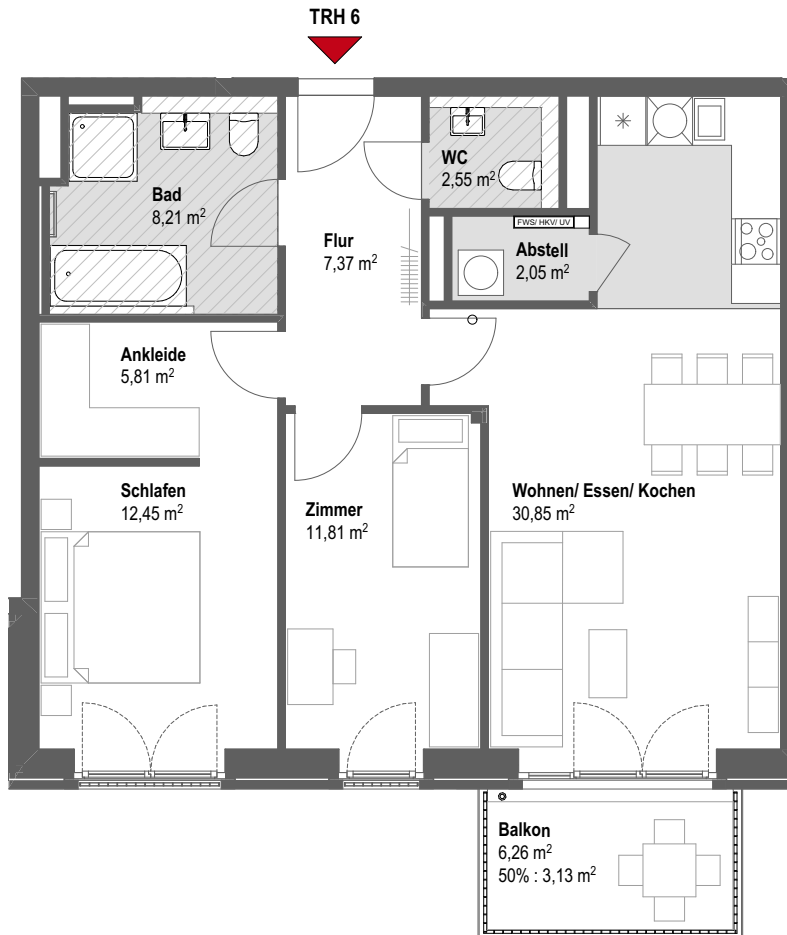 TRH 6
WC
2,55 m²
Bad
8,21 m²
FWS/ HKV/ UV
Flur
7,37 m²
Abstell
2,05 m²
Ankleide
5,81 m²
Schlafen
12,45 m²
Zimmer
11,81 m²
Wohnen/ Essen/ Kochen
30,85 m²
Balkon
6,26 m²
50% : 3,13 m²